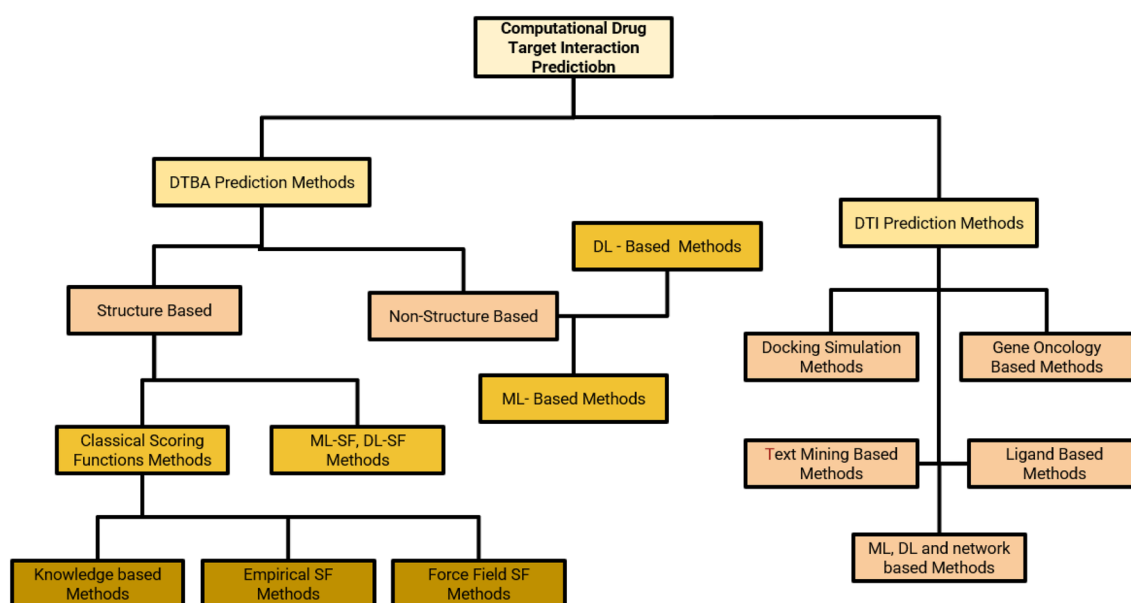 Computational Drug
Target Interaction
Predictiobn
DTBA Prediction Methods
DTI Prediction Methods
DL - Based  Methods
Structure Based
Non-Structure Based
Docking Simulation
Methods
Gene Oncology
Based Methods
ML- Based Methods
Classical Scoring
Functions Methods
ML-SF, DL-SF
Methods
Text Mining Based
Methods
Ligand Based
Methods
ML, DL and network
based Methods
Knowledge based
Methods
Empirical SF
Methods
Force Field SF
Methods